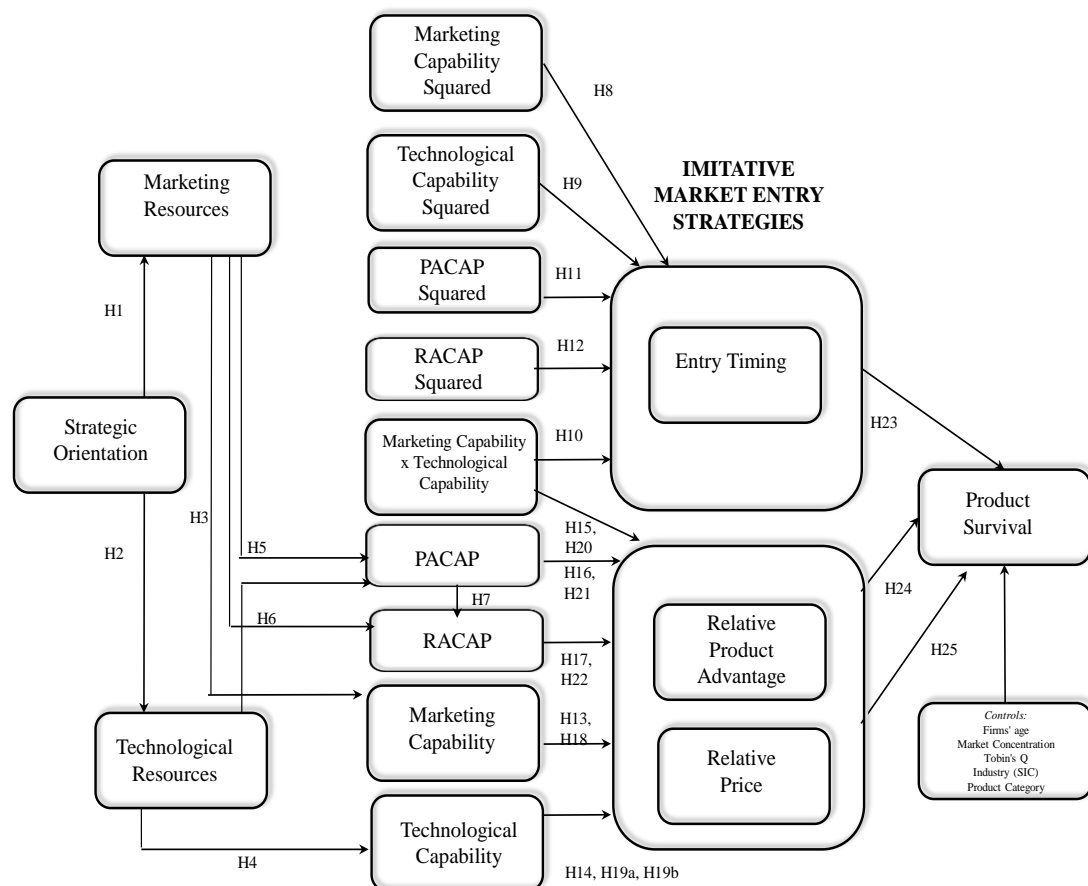 Marketing
Capability
Squared
H8
Technological
Capability
Squared
H9
IMITATIVE
MARKET ENTRY
STRATEGIES
Marketing
Resources
PACAP
Squared
H11
H1
RACAP
Squared
H12
Entry Timing
Strategic
Orientation
Marketing Capability
x Technological
Capability
H10
H23
Product
Survival
H3
H2
H5
PACAP
H15,
H20
H16,
H21
H7
H24
H6
RACAP
H17,
H22
Relative
Product
Advantage
H25
Technological
Resources
Marketing
Capability
H13,
H18
Relative
Price
Controls:
Firms' age
Market Concentration
Tobin's Q
Industry (SIC)
Product Category
H4
Technological
Capability
H14, H19a, H19b